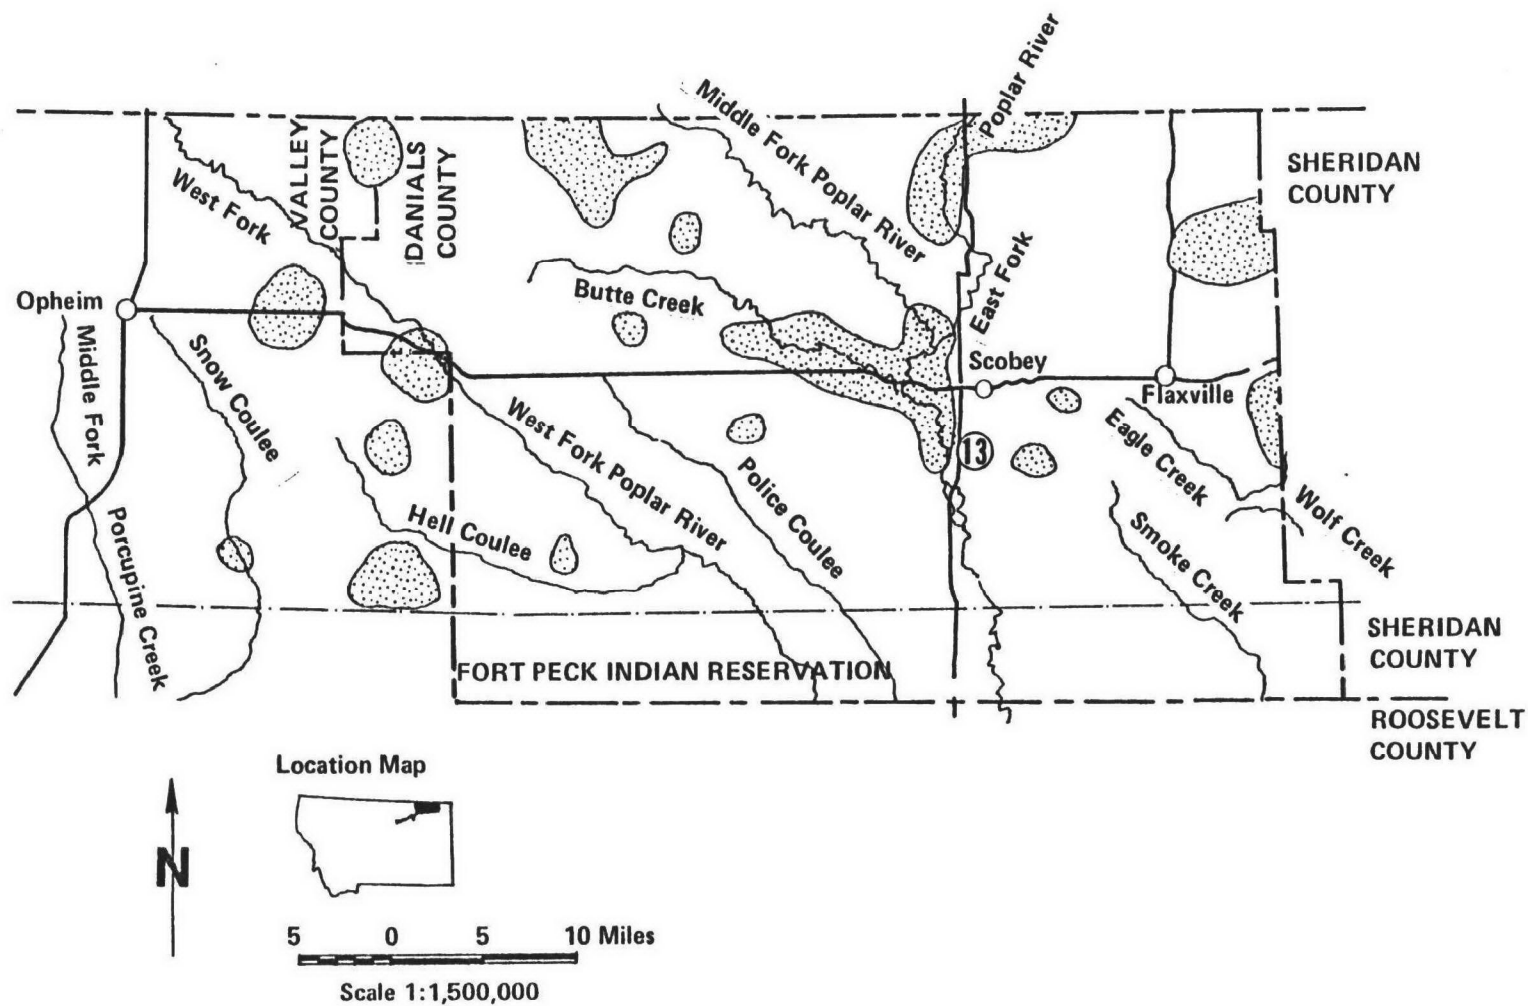 Poplar River
Middle Fork Poplar River
VALLEY
COUNTY
DANIALS
COUNTY
SHERIDAN
COUNTY
West Fork
East Fork
Opheim
Butte Creek
Scobey
Flaxville
Middle Fork
Snow Coulee
West Fork Poplar River
Police Coulee
13
Eagle Creek
Wolf Creek
Hell Coulee
Smoke Creek
Porcupine Creek
SHERIDAN
COUNTY
FORT PECK INDIAN RESERVATION
ROOSEVELT
COUNTY
Location Map
N
5 0 5 10 Miles
Scale 1:1,500,000